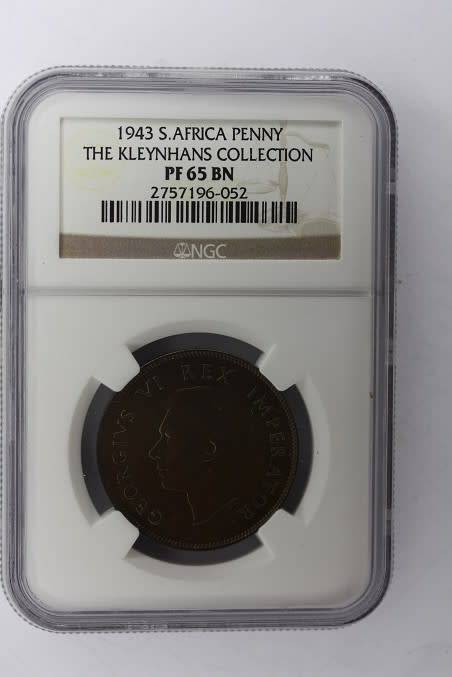 1943 S.AFRICA PENNY
THE KLEYNHANS COLLECTION
PF 65 BN
2757196-052
NGC
GEORGIVS VI REX IMPERATOR